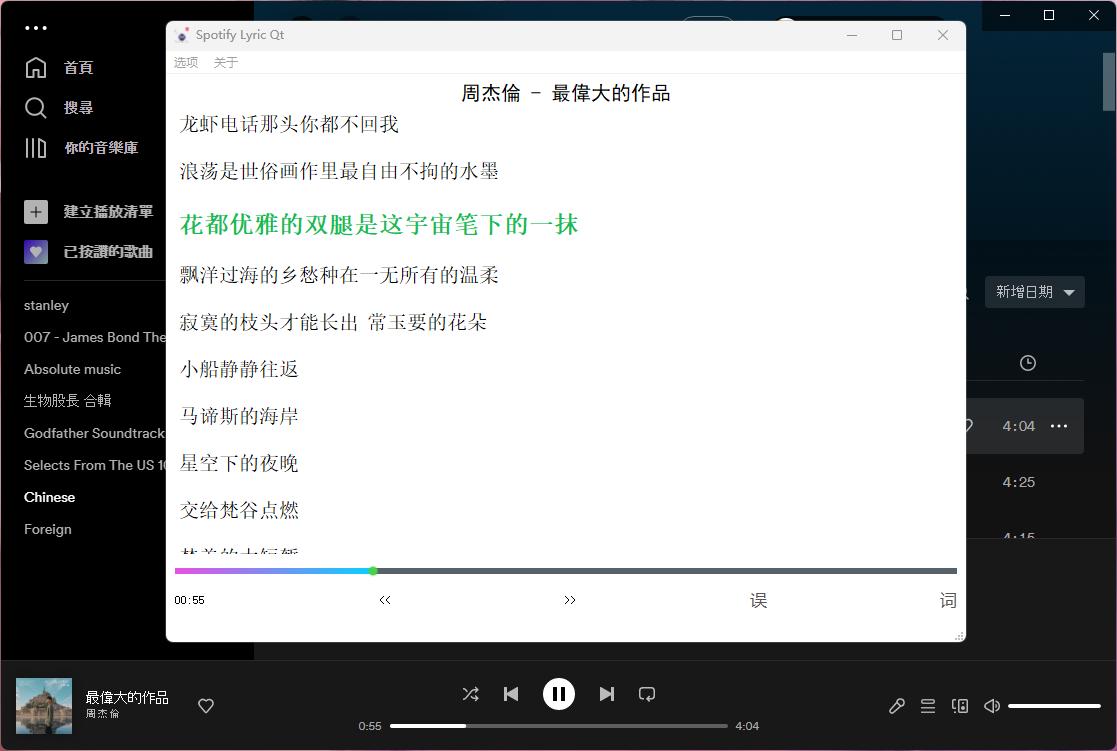 Spotify Lyric Qt
选项 关于
周杰倫 - 最偉大的作品
龙虾电话那头你都不回我
浪荡是世俗画作里最自由不拘的水墨
花都优雅的双腿是这宇宙笔下的一抹
飘洋过海的乡愁种在一无所有的温柔
寂寞的枝头才能长出 常玉要的花朵
小船静静往返
马谛斯的海岸
星空下的夜晚
交给梵谷点燃
00:55 << >> 误 词
首頁
搜尋
你的音樂庫
建立播放清單
已按讚的歌曲
stanley
007 - James Bond The
Absolute music
生物股長 合輯
Godfather Soundtrack
Selects From The US 10
Chinese
Foreign
新增日期
4:04
4:25
4:15
最偉大的作品
周杰倫
0:55 4:04